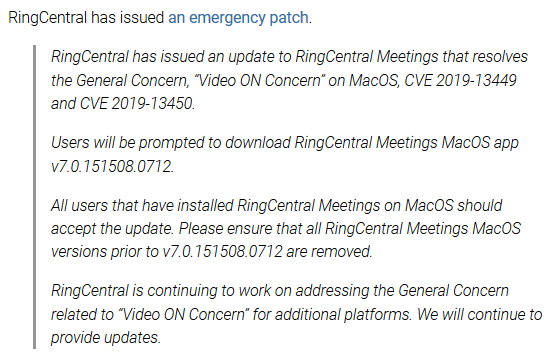 RingCentral has issued an emergency patch.
RingCentral has issued an update to RingCentral Meetings that resolves
the General Concern, "Video ON Concern" on MacOS, CVE 2019-13449
and CVE 2019-13450.
Users will be prompted to download RingCentral Meetings MacOS app
v7.0.151508.0712.
All users that have installed RingCentral Meetings on MacOS should
accept the update. Please ensure that all RingCentral Meetings MacOS
versions prior to v7.0.151508.0712 are removed.
RingCentral is continuing to work on addressing the General Concern
related to "Video ON Concern" for additional platforms. We will continue to
provide updates.